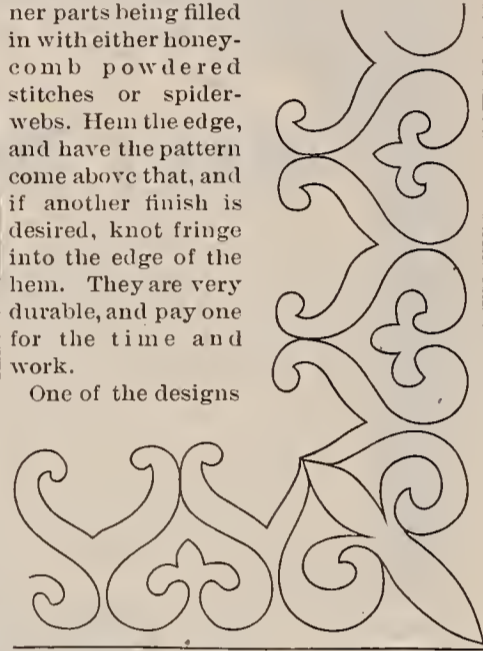 ner parts being filled
in with either honey-
comb powdered
stitches or spider-
webs. Hem the edge,
and have the pattern
come above that, and
if another finish is
desired, knot fringe
into the edge of the
hem. They are very
durable, and pay one
for the time and
work.
One of the designs